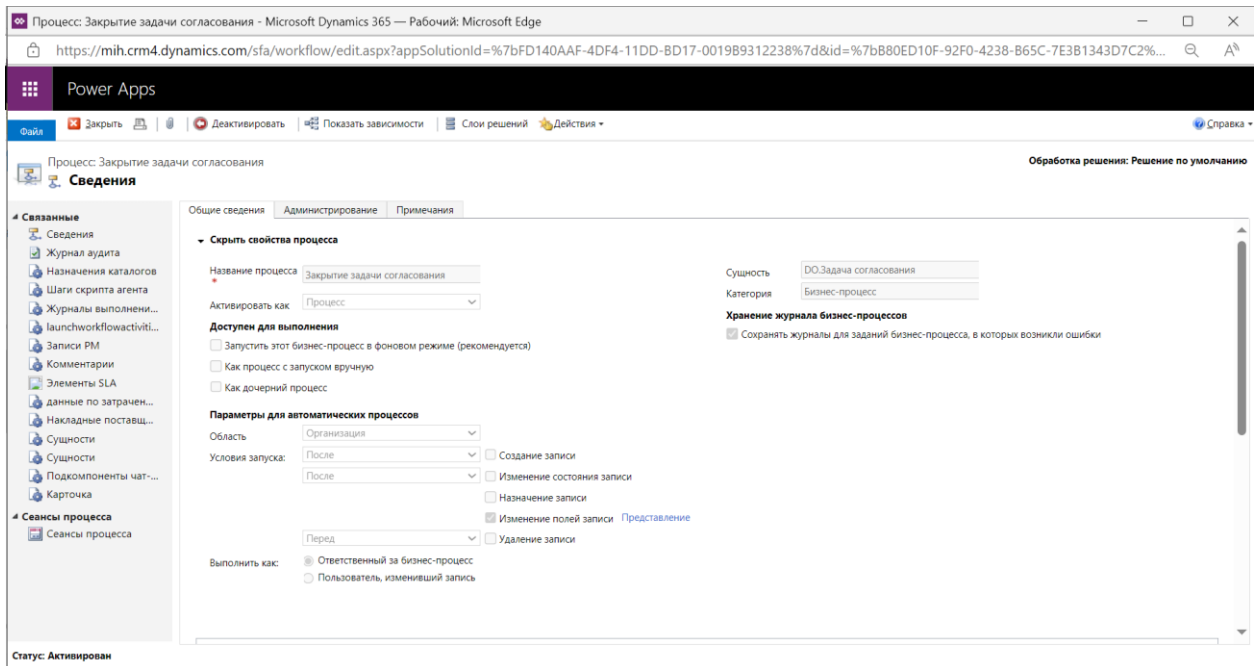 Процесс: Закрытие задачи согласования - Microsoft Dynamics 365 — Рабочий: Microsoft Edge
https://mih.crm4.dynamics.com/sfa/workflow/edit.aspx?appSolutionId=%7bFD140AAF-4DF4-11DD-BD17-0019B9312238%7d&id=%7bB80ED10F-92F0-4238-B65C-7E3B1343D7C2%...
Power Apps
Файл Закрыть Деактивировать Показать зависимости Слои решений Действия Справка
Процесс: Закрытие задачи согласования
Обработка решения: Решение по умолчанию
Сведения
Связанные
Сведения
Журнал аудита
Назначения каталогов
Шаги скрипта агента
Журналы выполнени...
launchworkflowactiviti...
Записи PM
Комментарии
Элементы SLA
данные по затрачен...
Накладные поставщ...
Сущности
Сущности
Подкомпоненты чат-...
Карточка
Сеансы процесса
Сеансы процесса
Общие сведения Администрирование Примечания
Скрыть свойства процесса
Название процесса * Закрытие задачи согласования
Активировать как Процесс
Доступен для выполнения
Запустить этот бизнес-процесс в фоновом режиме (рекомендуется)
Как процесс с запуском вручную
Как дочерний процесс
Сущность DO.Задача согласования
Категория Бизнес-процесс
Хранение журнала бизнес-процессов
Сохранять журналы для заданий бизнес-процесса, в которых возникли ошибки
Параметры для автоматических процессов
Область Организация
Условия запуска: После Создание записи
После Изменение состояния записи
Назначение записи
Изменение полей записи Представление
Перед Удаление записи
Выполнить как: Ответственный за бизнес-процесс
Пользователь, изменивший запись
Статус: Активирован